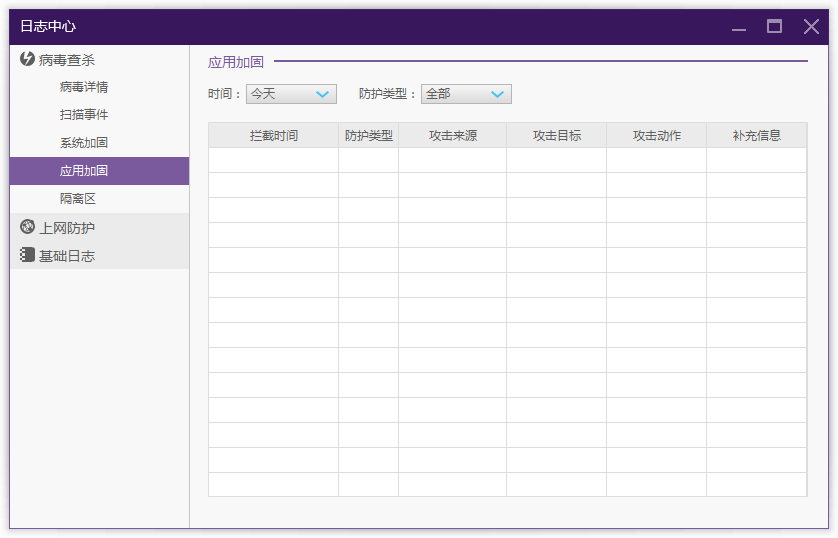 日志中心
病毒查杀
病毒详情
扫描事件
系统加固
应用加固
隔离区
上网防护
基础日志
应用加固
时间： 今天 防护类型： 全部
拦截时间 防护类型 攻击来源 攻击目标 攻击动作 补充信息